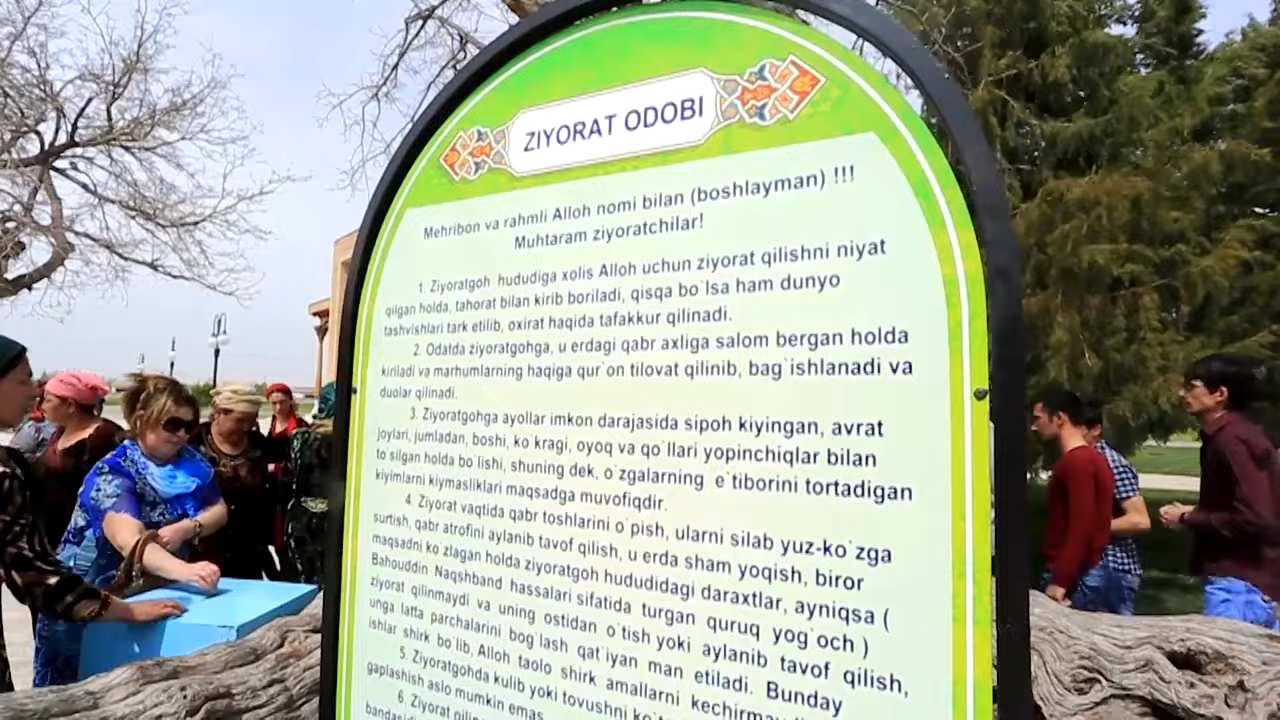 ZIYORAT ODOBI
Mehribon va rahmli Alloh nomi bilan (boshlayman) !!!
Muhtaram ziyoratchilar!
1. Ziyoratgoh hududiga xolis Alloh uchun ziyorat qilishni niyat
qilgan holda, tahorat bilan kirib boriladi, qisqa bo`lsa ham dunyo
tashvishlari tark etilib, oxirat haqida tafakkur qilinadi.
2. Odatda ziyoratgohga, u erdagi qabr axliga salom bergan holda
kiriladi va marhumlarning haqiga qur`on tilovat qilinib, bag`ishlanadi va
duolar qilinadi.
3. Ziyoratgohga ayollar imkon darajasida sipoh kiyingan, avrat
joylari, jumladan, boshi, ko`kragi, oyoq va qo`llari yopinchiqlar bilan
to`silgan holda bo`lishi, shuning dek, o`zgalarning e`tiborini tortadigan
kiyimlarni kiymasliklari maqsadga muvofiqdir.
4. Ziyorat vaqtida qabr toshlarini o`pish, ularni silab yuz-ko`zga
surtish, qabr atrofini aylanib tavof qilish, u erda sham yoqish, biror
maqsadni ko`zlagan holda ziyoratgoh hududidagi daraxtlar, ayniqsa (
Bahouddin Naqshband hassalari sifatida turgan quruq yog`och )
ziyorat qilinmaydi va uning ostidan o`tish yoki aylanib tavof qilish,
unga latta parchalarini bog`lash qat`iyan man etiladi. Bunday
ishlar shirk bo`lib, Alloh taolo shirk amallarni
5. Ziyoratgohda kulib yoki tovushni
gaplashish aslo mumkin emas
6. Ziyorat